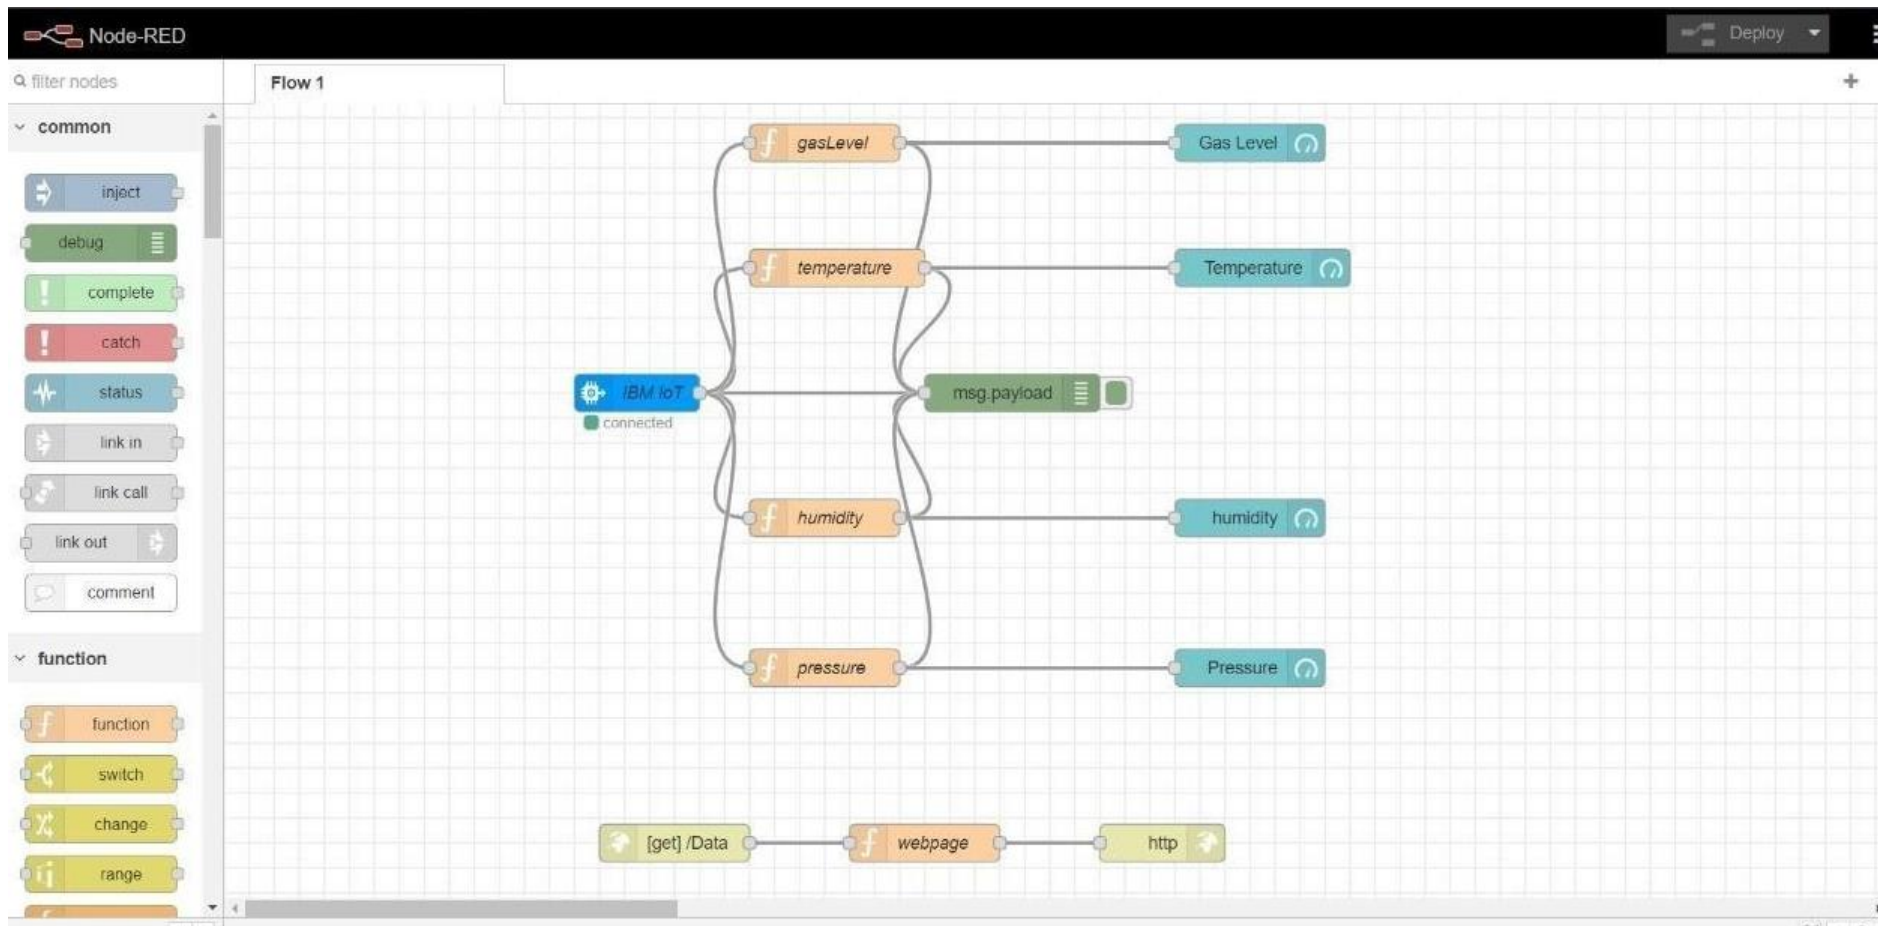 Node-RED
Deploy
filter nodes
Flow 1
common
inject
debug
complete
catch
status
link in
link call
link out
comment
function
function
switch
change
range
gasLevel
Gas Level
temperature
Temperature
IBM IoT
msg.payload
connected
humidity
humidity
pressure
Pressure
[get] /Data
webpage
http